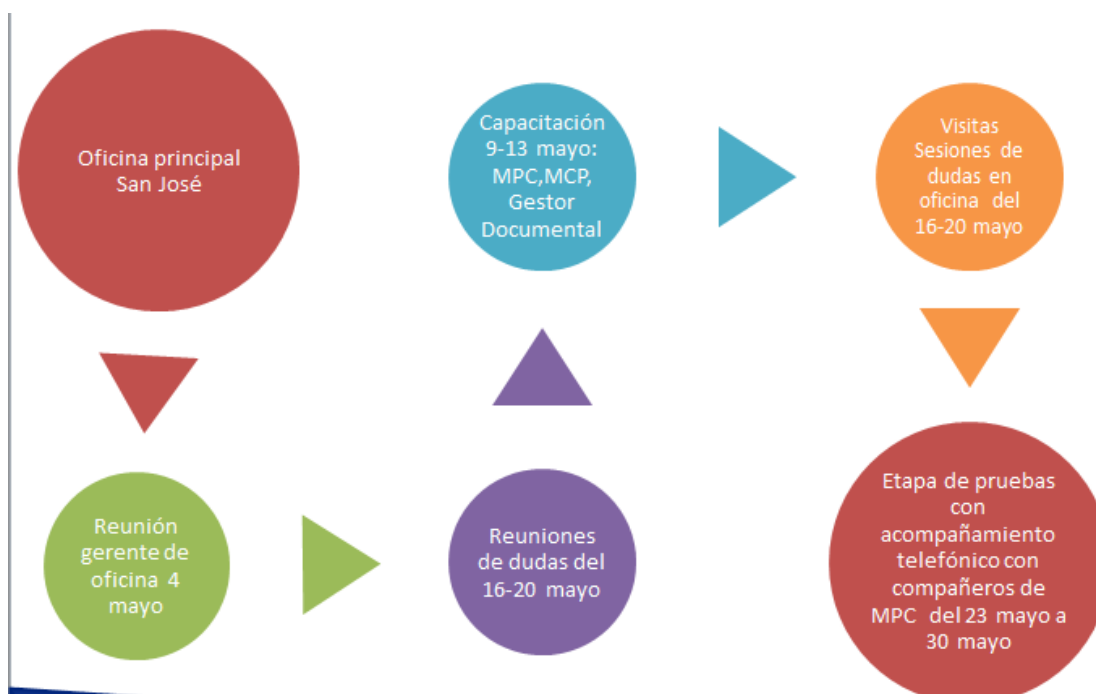 Oficina principal
San José
Reunión
gerente de
oficina 4
mayo
Reuniones
de dudas del
16-20 mayo
Capacitación
9-13 mayo:
MPC,MCP,
Gestor
Documental
Visitas
Sesiones de
dudas en
oficina del
16-20 mayo
Etapa de pruebas
con
acompañamiento
telefónico con
compañeros de
MPC del 23 mayo a
30 mayo